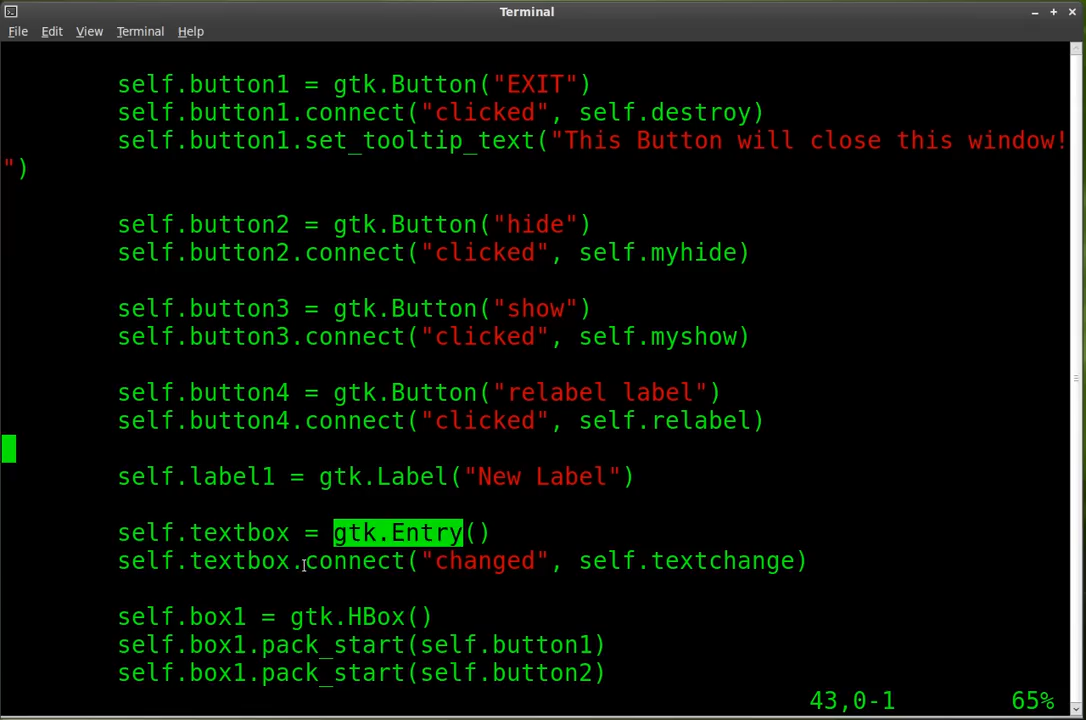 Terminal
File Edit View Terminal Help
self.button1 = gtk.Button("EXIT")
self.button1.connect("clicked", self.destroy)
self.button1.set_tooltip_text("This Button will close this window!
")
self.button2 = gtk.Button("hide")
self.button2.connect("clicked", self.myhide)
self.button3 = gtk.Button("show")
self.button3.connect("clicked", self.myshow)
self.button4 = gtk.Button("relabel label")
self.button4.connect("clicked", self.relabel)
self.label1 = gtk.Label("New Label")
self.textbox = gtk.Entry()
self.textbox.connect("changed", self.textchange)
self.box1 = gtk.HBox()
self.box1.pack_start(self.button1)
self.box1.pack_start(self.button2)
43,0-1 65%